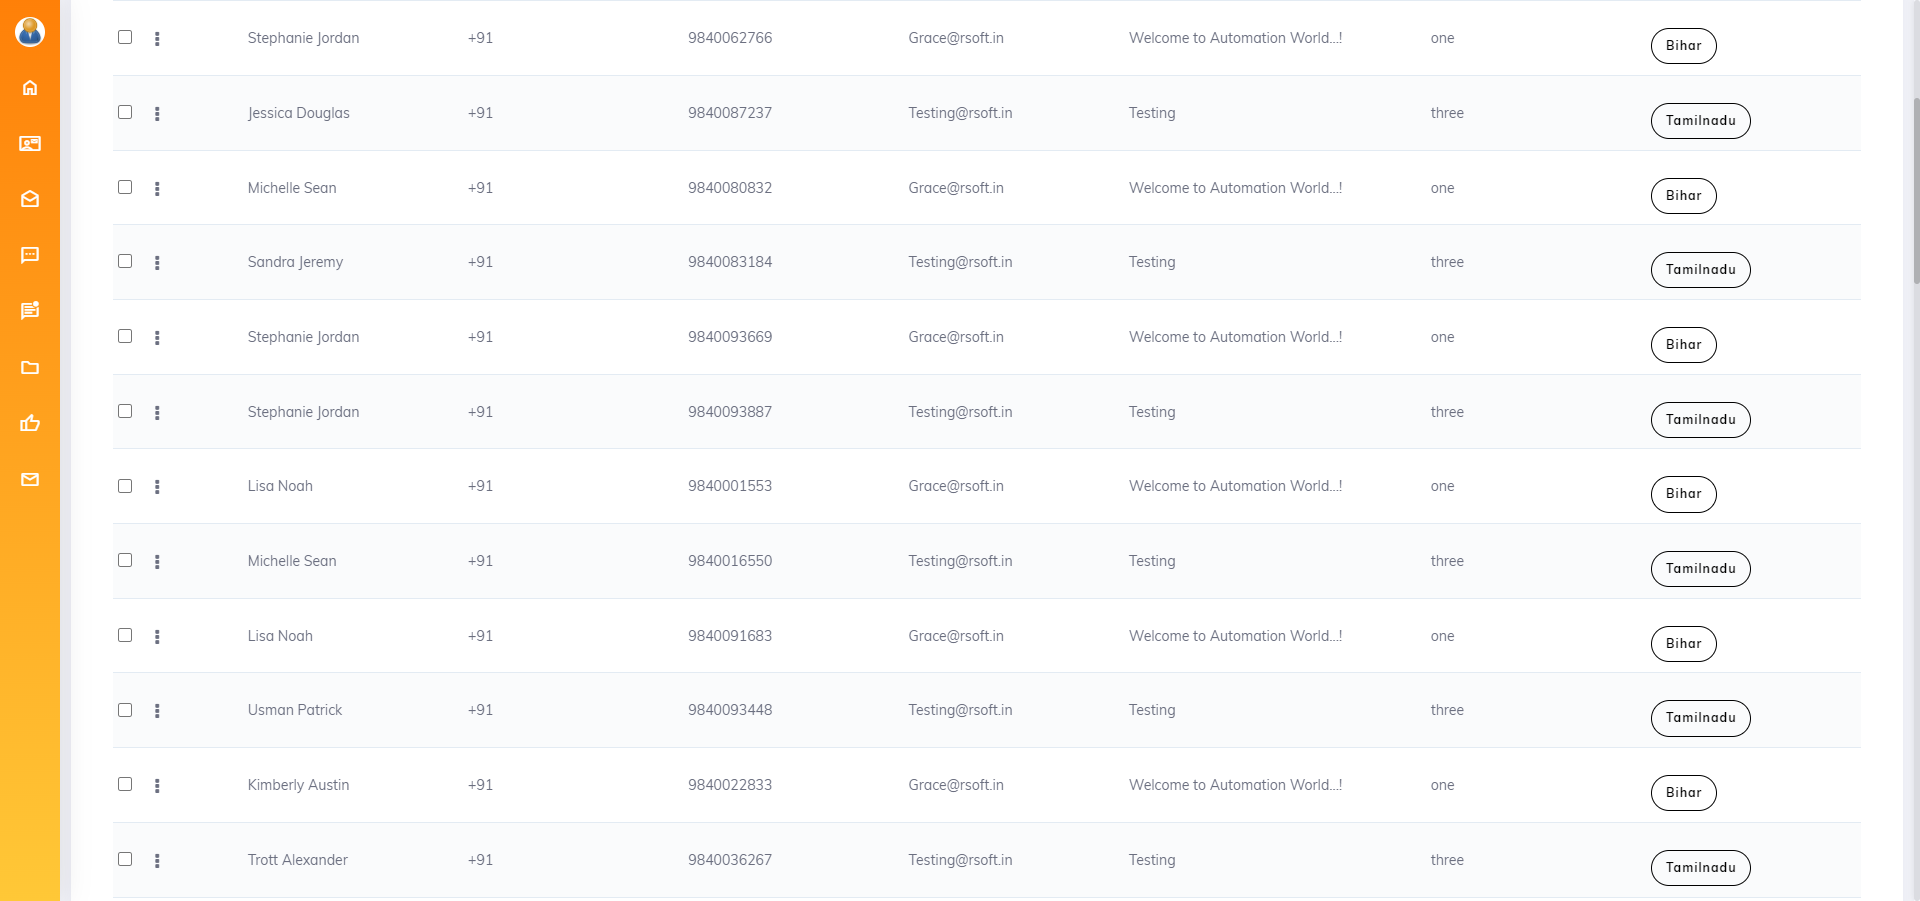 Stephanie Jordan +91 9840062766 Grace@rsoft.in Welcome to Automation World...! one Bihar
Jessica Douglas +91 9840087237 Testing@rsoft.in Testing three Tamilnadu
Michelle Sean +91 9840080832 Grace@rsoft.in Welcome to Automation World...! one Bihar
Sandra Jeremy +91 9840083184 Testing@rsoft.in Testing three Tamilnadu
Stephanie Jordan +91 9840093669 Grace@rsoft.in Welcome to Automation World...! one Bihar
Stephanie Jordan +91 9840093887 Testing@rsoft.in Testing three Tamilnadu
Lisa Noah +91 9840001553 Grace@rsoft.in Welcome to Automation World...! one Bihar
Michelle Sean +91 9840016550 Testing@rsoft.in Testing three Tamilnadu
Lisa Noah +91 9840091683 Grace@rsoft.in Welcome to Automation World...! one Bihar
Usman Patrick +91 9840093448 Testing@rsoft.in Testing three Tamilnadu
Kimberly Austin +91 9840022833 Grace@rsoft.in Welcome to Automation World...! one Bihar
Trott Alexander +91 9840036267 Testing@rsoft.in Testing three Tamilnadu